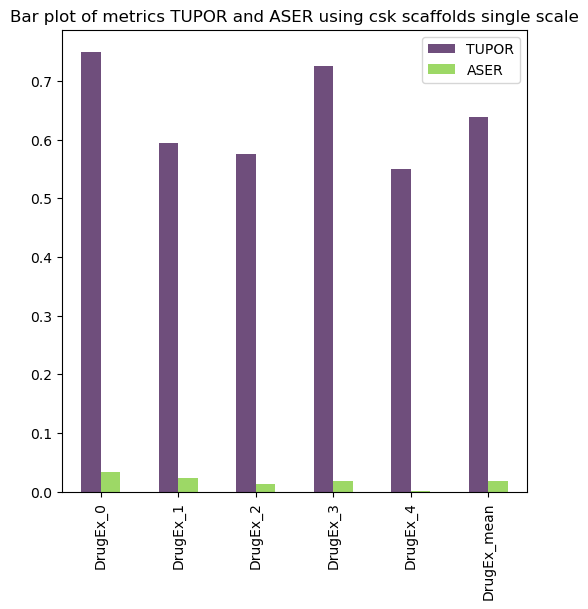 Bar plot of metrics TUPOR and ASER using csk scaffolds single scale
TUPOR
ASER
0.7
0.6
0.5
0.4
0.3
0.2
0.1
0.0
DrugEx_0
DrugEx_1
DrugEx_2
DrugEx_3
DrugEx_4
DrugEx_mean